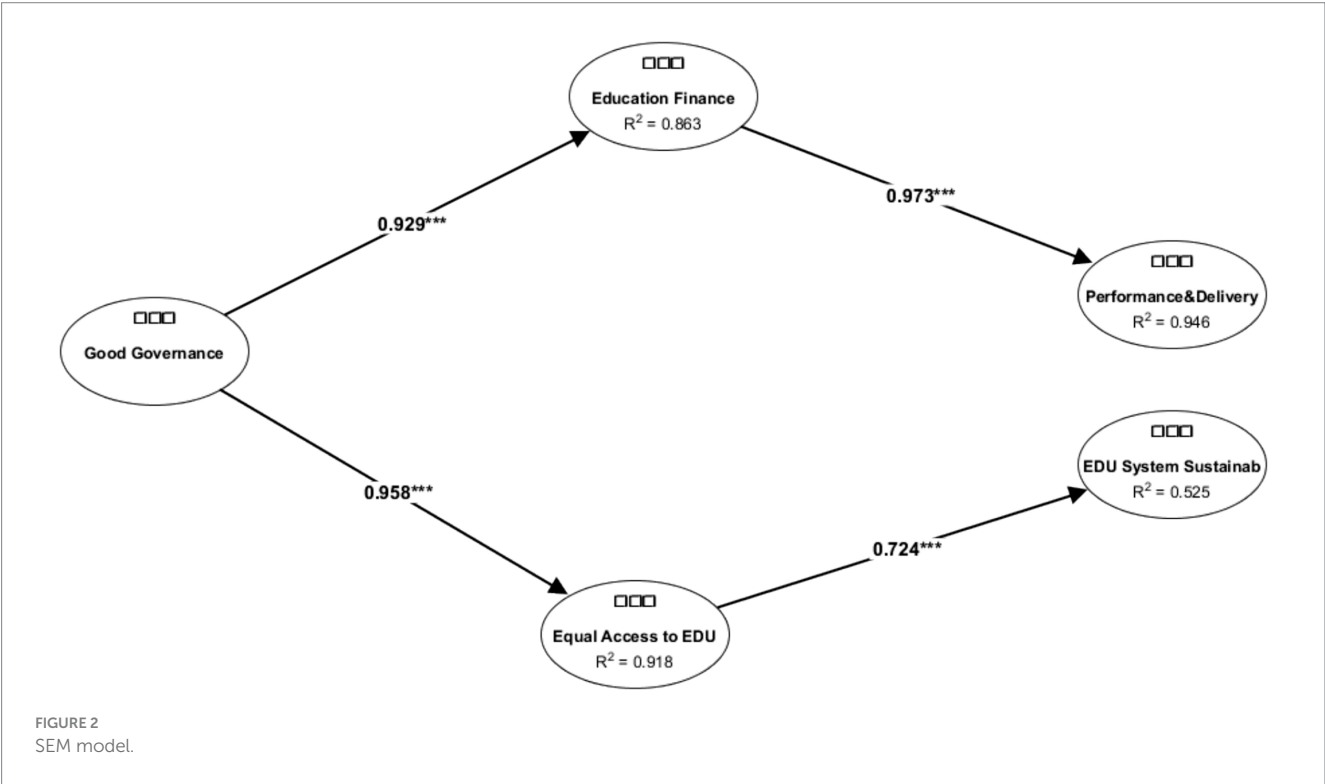 Education Finance
R² = 0.863
0.929***
0.973***
Performance&Delivery
R² = 0.946
Good Governance
EDU System Sustainab
R² = 0.525
0.958***
0.724***
Equal Access to EDU
R² = 0.918
FIGURE 2
SEM model.